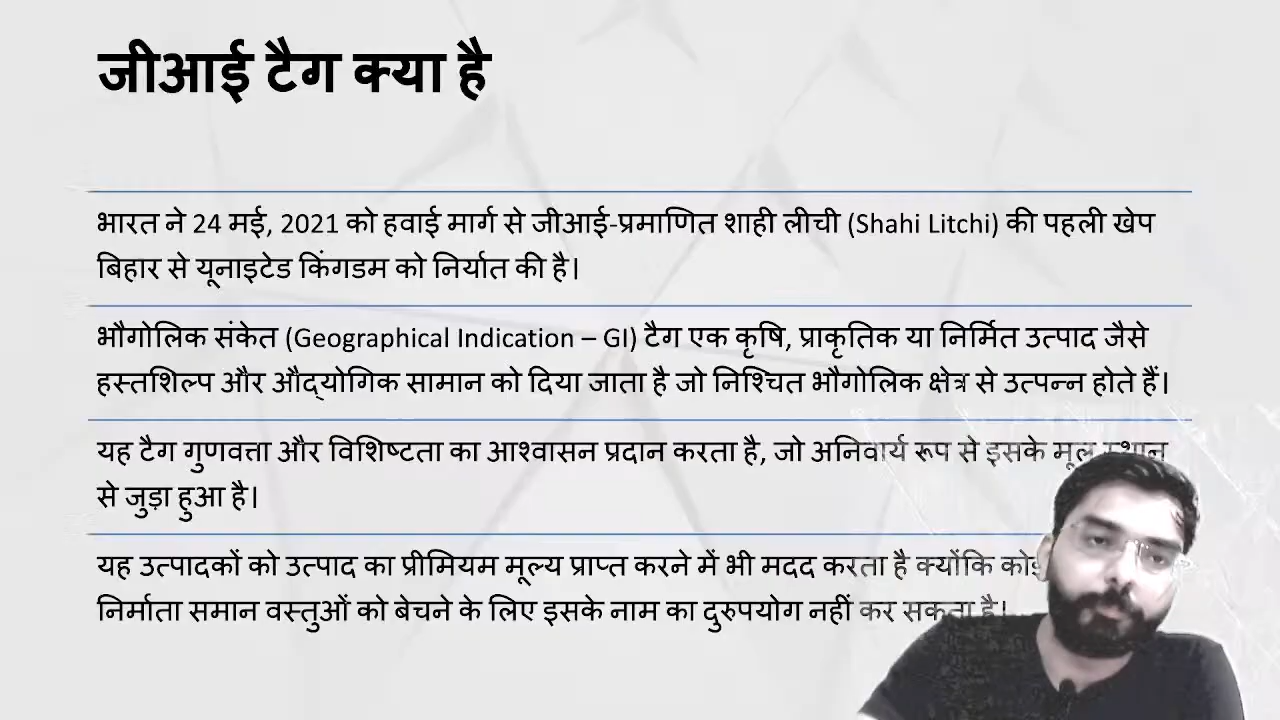 जीआई टैग क्या है
भारत ने 24 मई, 2021 को हवाई मार्ग से जीआई-प्रमाणित शाही लीची (Shahi Litchi) की पहली खेप
बिहार से यूनाइटेड किंगडम को निर्यात की है।
भौगोलिक संकेत (Geographical Indication – GI) टैग एक कृषि, प्राकृतिक या निर्मित उत्पाद जैसे
हस्तशिल्प और औद्योगिक सामान को दिया जाता है जो निश्चित भौगोलिक क्षेत्र से उत्पन्न होते हैं।
यह टैग गुणवत्ता और विशिष्टता का आश्वासन प्रदान करता है, जो अनिवार्य रूप से इसके मूल स्थान
से जुड़ा हुआ है।
यह उत्पादकों को उत्पाद का प्रीमियम मूल्य प्राप्त करने में भी मदद करता है क्योंकि
निर्माता समान वस्तुओं को बेचने के लिए इसके नाम का दुरुपयोग नहीं कर सकता है।